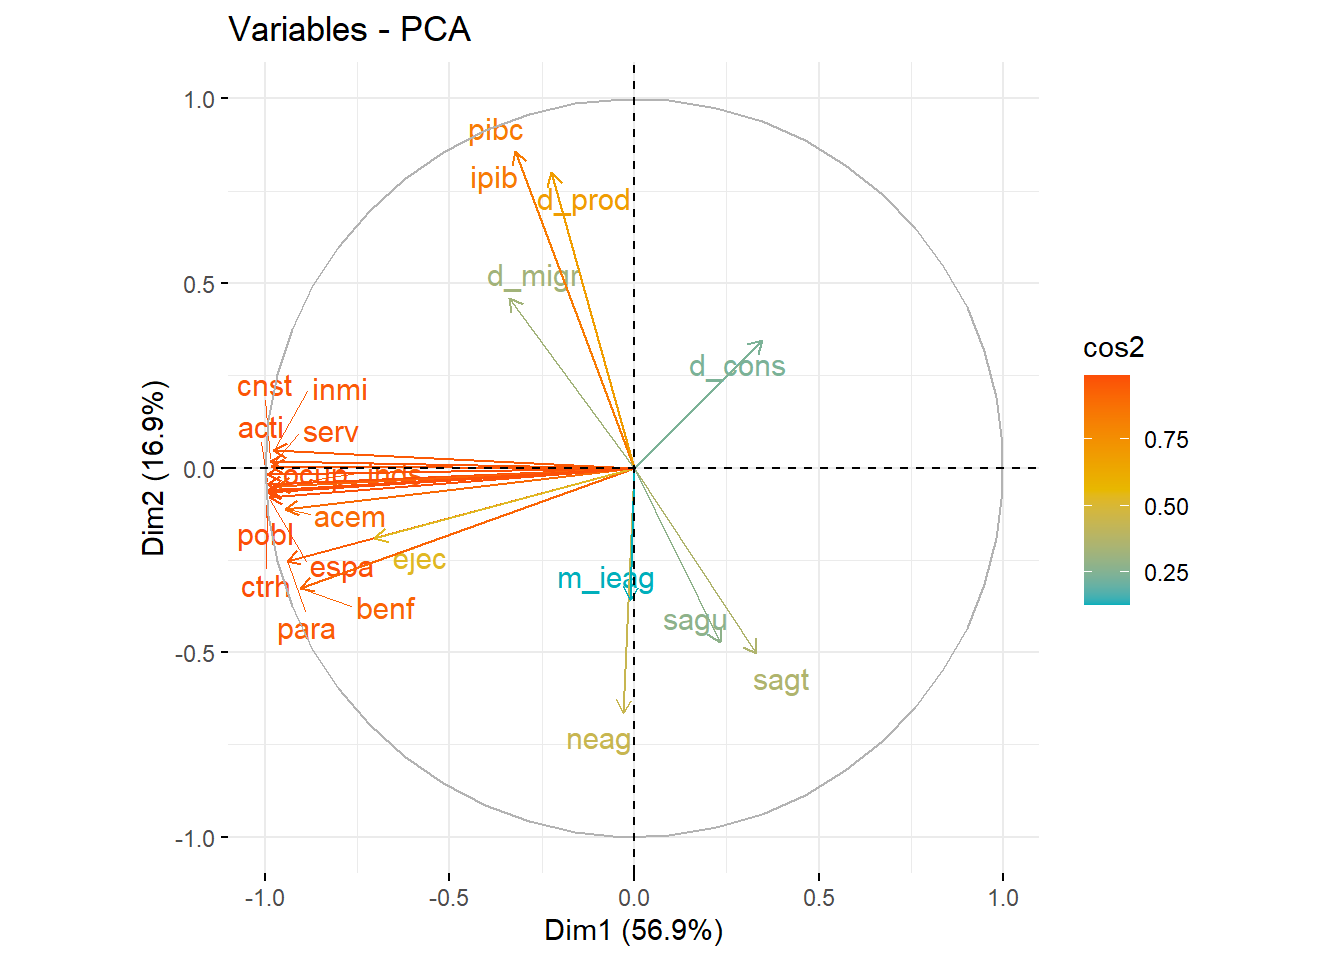 Variables - PCA
1.0
0.5
0.0
-0.5
-1.0
Dim2 (16.9%)
pibc
ipib
d_prod
d_migr
d_cons
cnst
inmi
acti
serv
ocup
acem
pobl
espa
ejec
ctrh
benf
para
m_ieag
sagu
sagt
neag
-1.0
-0.5
0.0
0.5
1.0
Dim1 (56.9%)
cos2
0.75
0.50
0.25